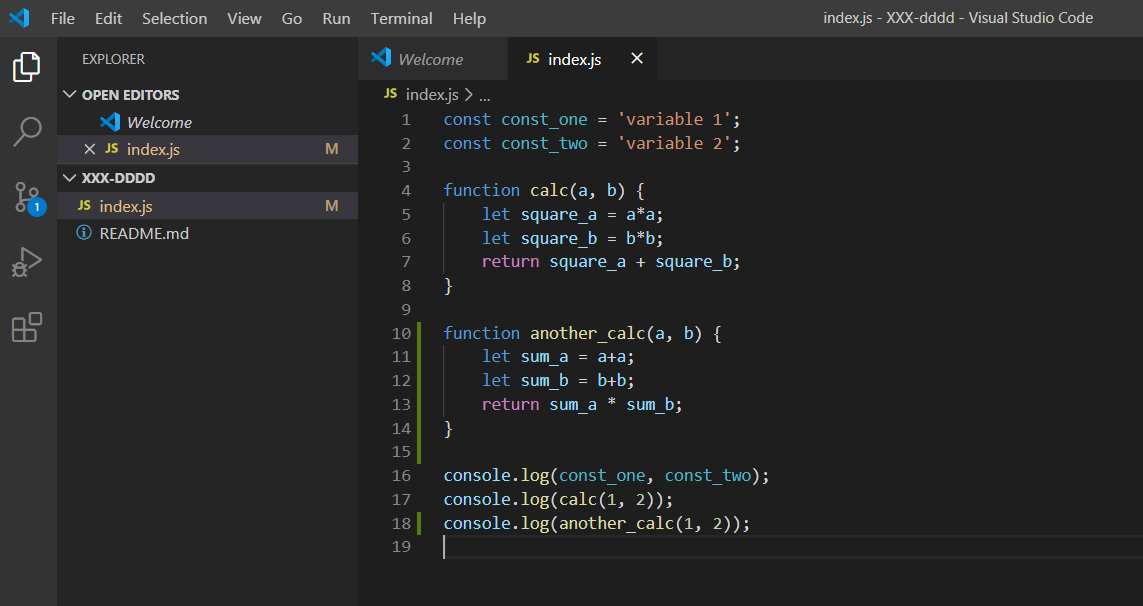 File Edit Selection View Go Run Terminal Help index.js - XXX-dddd - Visual Studio Code
EXPLORER
OPEN EDITORS
Welcome
JS index.js M
XXX-DDDD
JS index.js M
README.md
1
Welcome JS index.js
JS index.js > ...
1 const const_one = 'variable 1';
2 const const_two = 'variable 2';
3
4 function calc(a, b) {
5     let square_a = a*a;
6     let square_b = b*b;
7     return square_a + square_b;
8 }
9
10 function another_calc(a, b) {
11     let sum_a = a+a;
12     let sum_b = b+b;
13     return sum_a * sum_b;
14 }
15
16 console.log(const_one, const_two);
17 console.log(calc(1, 2));
18 console.log(another_calc(1, 2));
19